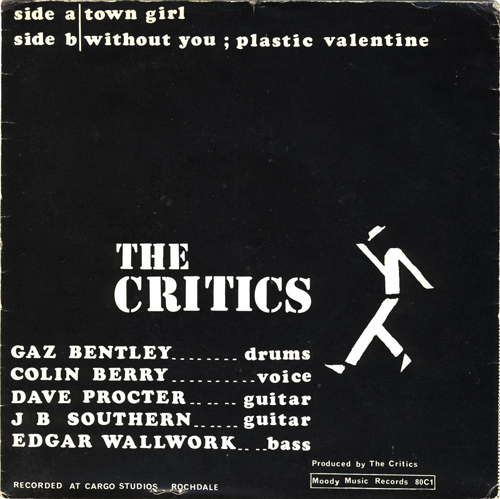 side a town girl
side b without you ; plastic valentine
THE
CRITICS
GAZ BENTLEY........ drums
COLIN BERRY..........voice
DAVE PROCTER..... guitar
J B SOUTHERN..... guitar
EDGAR WALLWORK.. ..bass
Produced by The Critics
RECORDED AT CARGO STUDIOS ROCHDALE
Moody Music Records 80C1